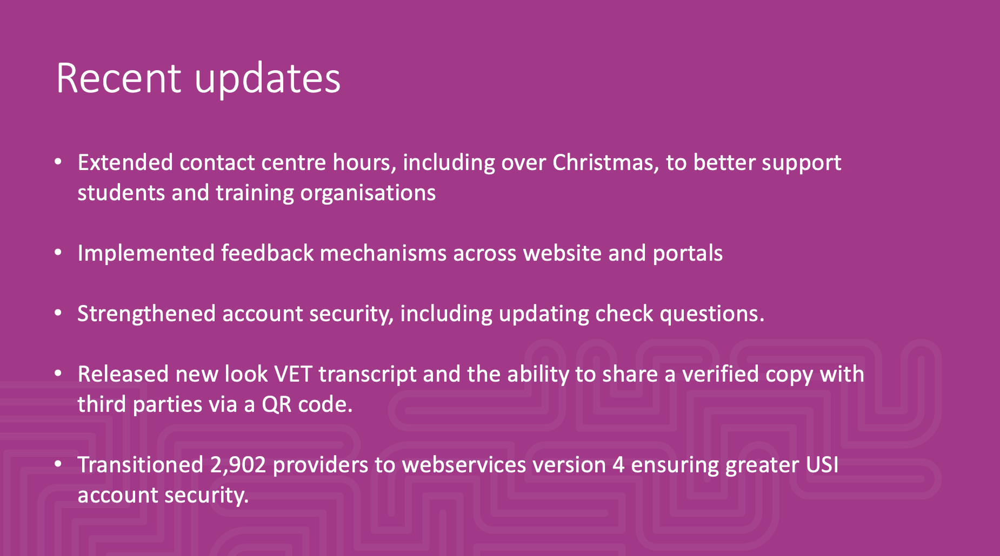 Recent updates
• Extended contact centre hours, including over Christmas, to better support
students and training organisations
• Implemented feedback mechanisms across website and portals
• Strengthened account security, including updating check questions.
• Released new look VET transcript and the ability to share a verified copy with
third parties via a QR code.
• Transitioned 2,902 providers to webservices version 4 ensuring greater USI
account security.